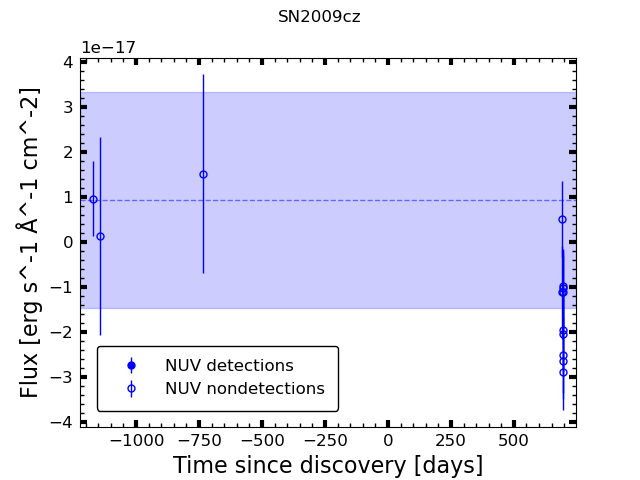 SN2009cz
1e−17
4
3
2
1
0
−1
−2
−3
−4
Flux [erg s^-1 Å^-1 cm^-2]
NUV detections
NUV nondetections
−1000 −750 −500 −250 0 250 500
Time since discovery [days]